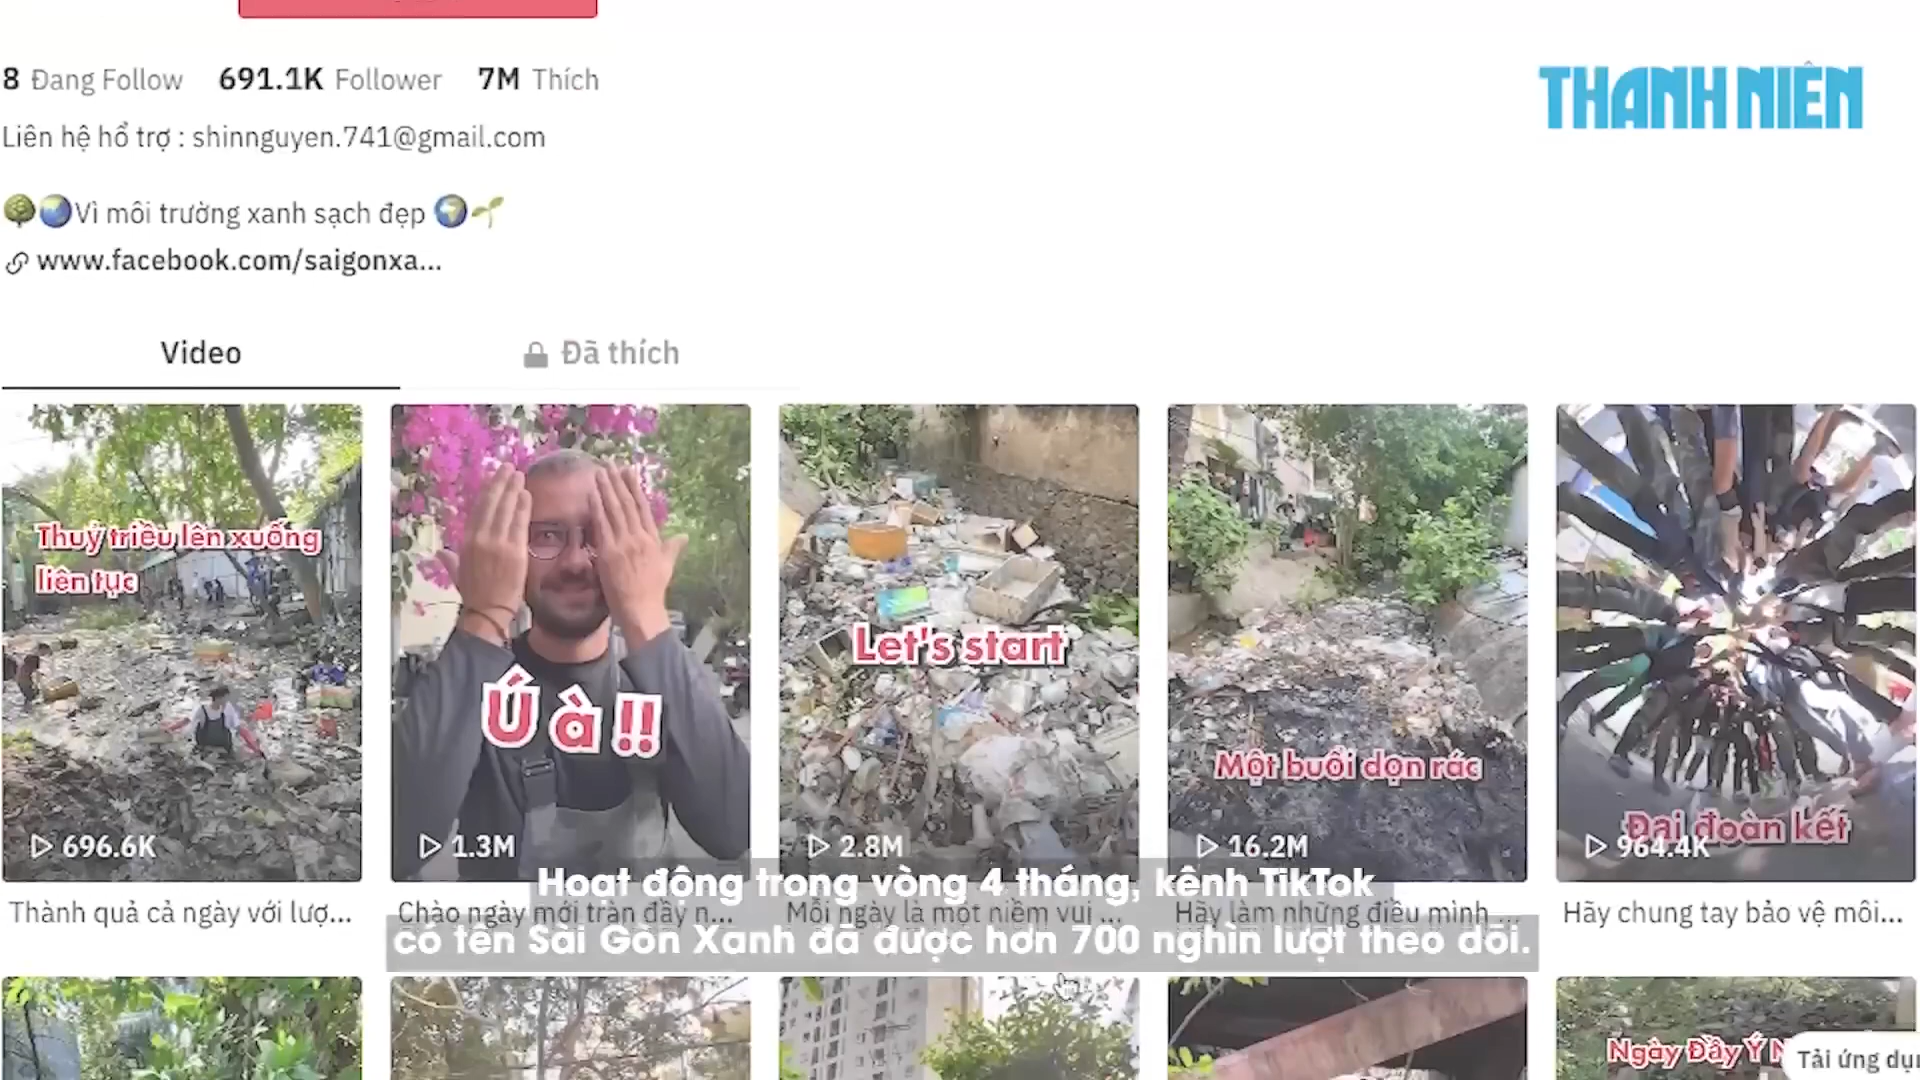 8 Đang Follow 691.1K Follower 7M Thích
THANH NIÊN
Liên hệ hổ trợ : shinnguyen.741@gmail.com
Vì môi trường xanh sạch đẹp
www.facebook.com/saigonxa...
Video Đã thích
Thuỷ triều lên xuống
liên tục
696.6K
Ú à !!
1.3M
Let's start
2.8M
Một buổi dọn rác
16.2M
Đại đoàn kết
964.4K
Thành quả cả ngày với lượ...
Chào ngày mới tràn đầy n...
Mỗi ngày là một niềm vui ...
Hãy làm những điều mình ...
Hãy chung tay bảo vệ môi...
Hoạt động trong vòng 4 tháng, kênh TikTok
có tên Sài Gòn Xanh đã được hơn 700 nghìn lượt theo dõi.
Ngày Đầy Ý
Tải ứng dụ